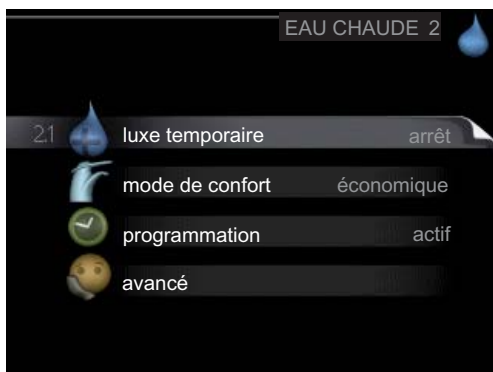 EAU CHAUDE 2
2.1 luxe temporaire arrêt
mode de confort économique
programmation actif
avancé